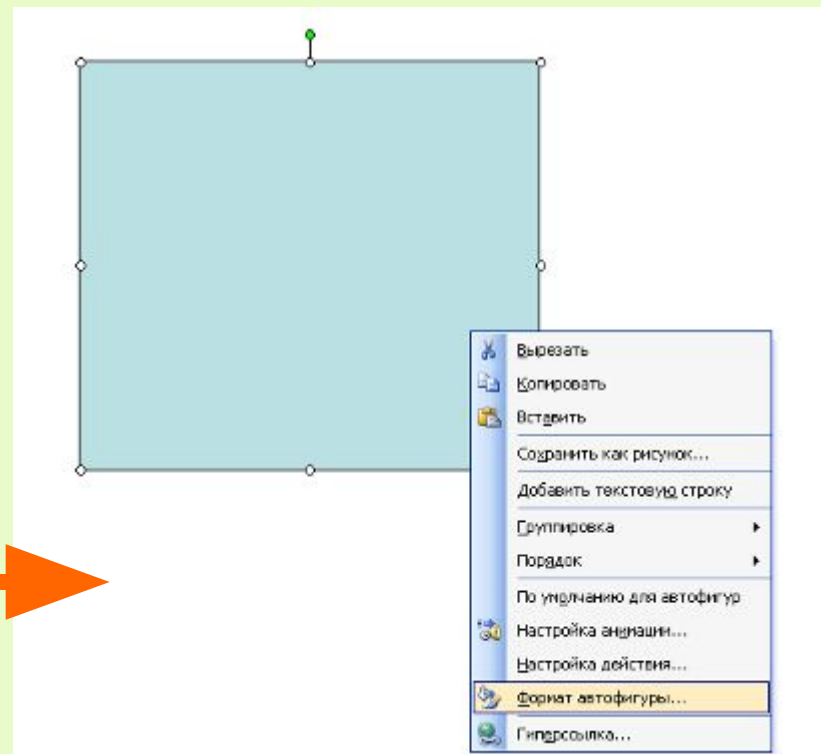 Вырезать
Копировать
Вставить
Сохранить как рисунок...
Добавить текстовую строку
Группировка
Порядок
По умолчанию для автофигур
Настройка анимации...
Настройка действия...
Формат автофигуры...
Гиперссылка...